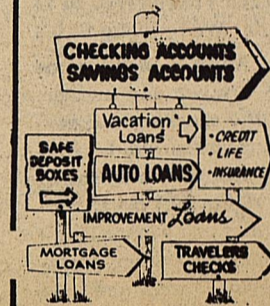 CHECKING ACCOUNTS
SAVINGS ACCOUNTS
Vacation
Loans
• CREDIT
• LIFE
• INSURANCE
SAFE
DEPOSIT
BOXES
AUTO LOANS
IMPROVEMENT Loans
MORTGAGE
LOANS
TRAVELERS
CHECKS